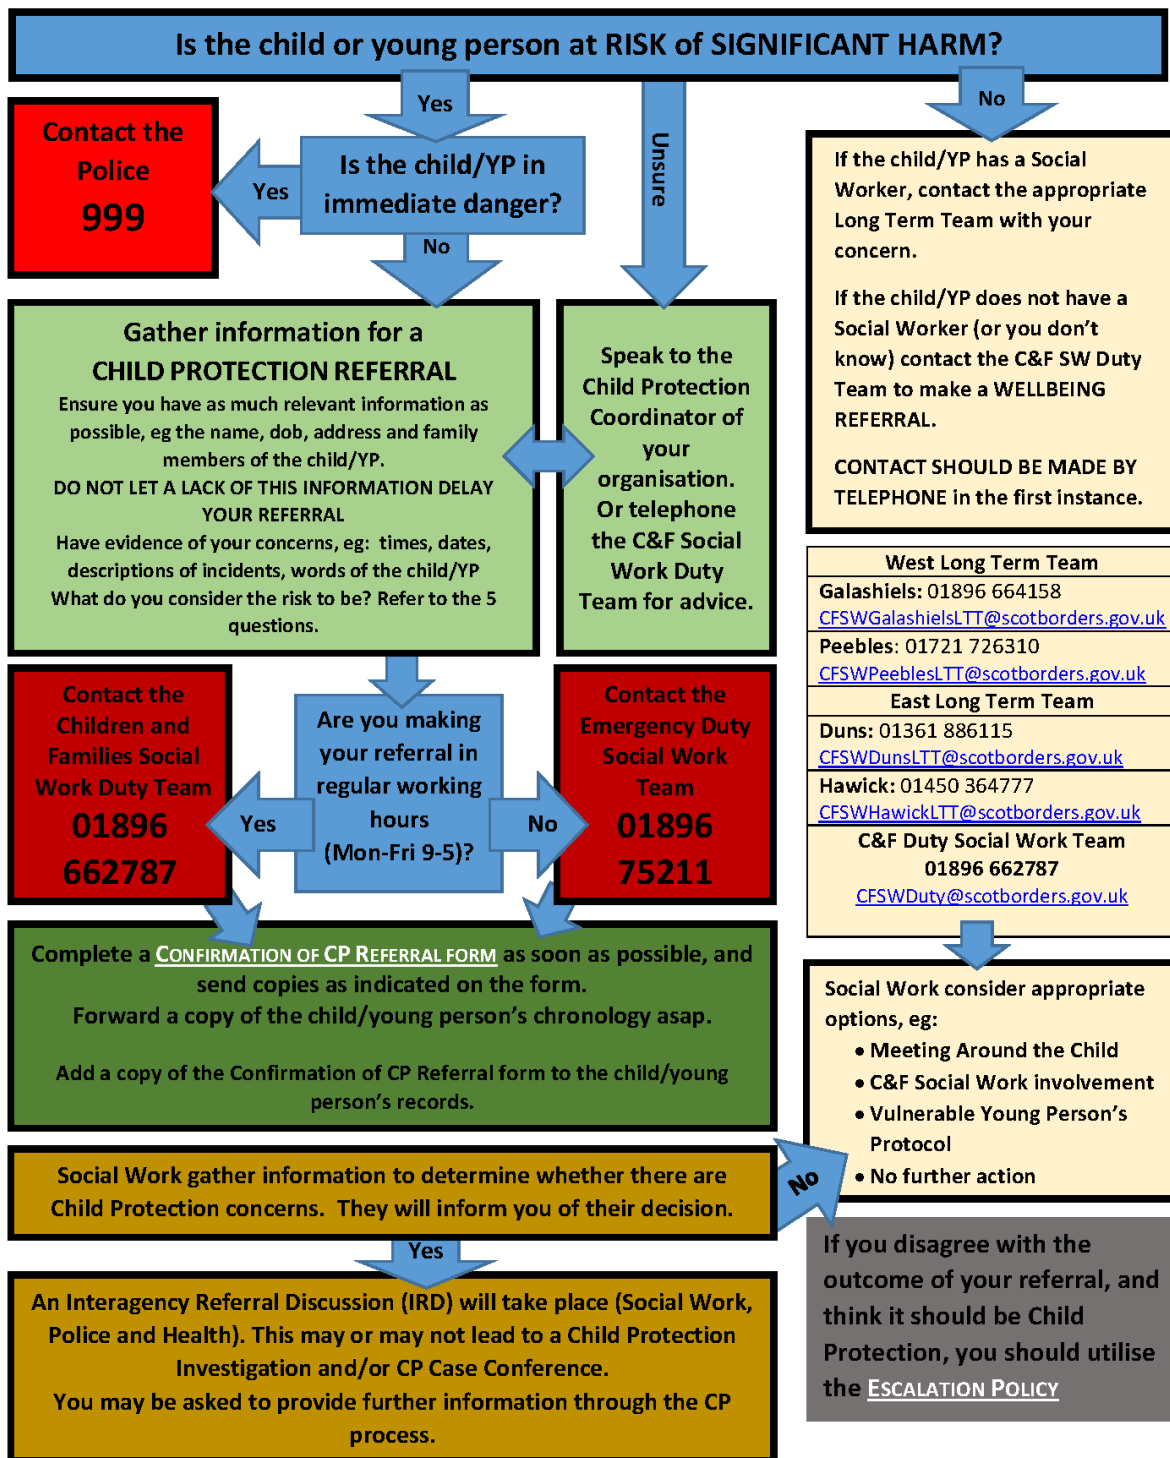 Is the child or young person at RISK of SIGNIFICANT HARM?
Yes
Unsure
No
Contact the
Police
999
Yes
Is the child/YP in
immediate danger?
No
If the child/YP has a Social
Worker, contact the appropriate
Long Term Team with your
concern.
If the child/YP does not have a
Social Worker (or you don't
know) contact the C&F SW Duty
Team to make a WELLBEING
REFERRAL.
CONTACT SHOULD BE MADE BY
TELEPHONE in the first instance.
Gather information for a
CHILD PROTECTION REFERRAL
Ensure you have as much relevant information as
possible, eg the name, dob, address and family
members of the child/YP.
DO NOT LET A LACK OF THIS INFORMATION DELAY
YOUR REFERRAL
Have evidence of your concerns, eg: times, dates,
descriptions of incidents, words of the child/YP
What do you consider the risk to be? Refer to the 5
questions.
Speak to the
Child Protection
Coordinator of
your
organisation.
Or telephone
the C&F Social
Work Duty
Team for advice.
West Long Term Team
Galashiels: 01896 664158
CFSWGalashielsLTT@scotborders.gov.uk
Peebles: 01721 726310
CFSWPeeblesLTT@scotborders.gov.uk
East Long Term Team
Duns: 01361 886115
CFSWDunsLTT@scotborders.gov.uk
Hawick: 01450 364777
CFSWHawickLTT@scotborders.gov.uk
C&F Duty Social Work Team
01896 662787
CFSWDuty@scotborders.gov.uk
Contact the
Children and
Families Social
Work Duty Team
01896
662787
Yes
Are you making
your referral in
regular working
hours
(Mon-Fri 9-5)?
No
Contact the
Emergency Duty
Social Work
Team
01896
75211
Complete a CONFIRMATION OF CP REFERRAL FORM as soon as possible, and
send copies as indicated on the form.
Forward a copy of the child/young person's chronology asap.
Add a copy of the Confirmation of CP Referral form to the child/young
person's records.
Social Work consider appropriate
options, eg:
• Meeting Around the Child
• C&F Social Work involvement
• Vulnerable Young Person's
Protocol
• No further action
Social Work gather information to determine whether there are
Child Protection concerns. They will inform you of their decision.
No
Yes
An Interagency Referral Discussion (IRD) will take place (Social Work,
Police and Health). This may or may not lead to a Child Protection
Investigation and/or CP Case Conference.
You may be asked to provide further information through the CP
process.
If you disagree with the
outcome of your referral, and
think it should be Child
Protection, you should utilise
the ESCALATION POLICY